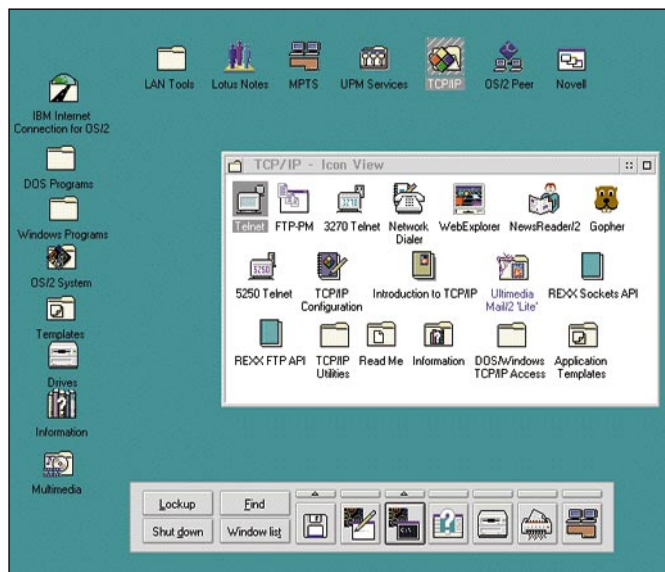 LAN Tools Lotus Notes MPTS UPM Services TCP/IP OS/2 Peer Novell
IBM Internet
Connection for OS/2
DOS Programs
Windows Programs
OS/2 System
Templates
Drives
Information
Multimedia
TCP/IP - Icon View
Telnet FTP-PM 3270 Telnet Network
Dialer WebExplorer NewsReader/2 Gopher
5250 Telnet TCP/IP
Configuration Introduction to TCP/IP Ultimedia
Mail/2 'Lite' REXX Sockets API
REXX FTP API TCP/IP
Utilities Read Me Information DOS/Windows
TCP/IP Access Application
Templates
Lockup Find
Shut down Window list